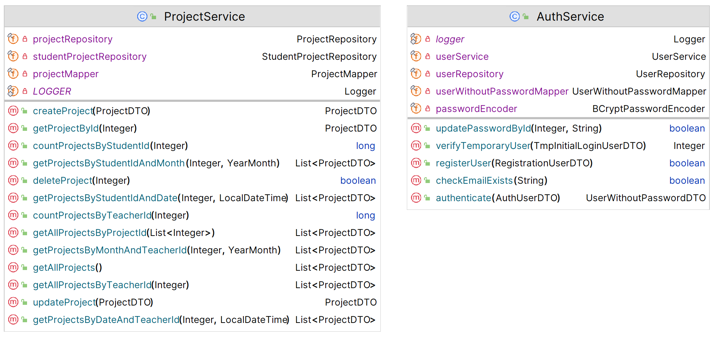 ProjectService
projectRepository ProjectRepository
studentProjectRepository StudentProjectRepository
projectMapper ProjectMapper
LOGGER Logger
createProject(ProjectDTO) ProjectDTO
getProjectById(Integer) ProjectDTO
countProjectsByStudentId(Integer) long
getProjectsByStudentIdAndMonth(Integer, YearMonth) List<ProjectDTO>
deleteProject(Integer) boolean
getProjectsByStudentIdAndDate(Integer, LocalDateTime) List<ProjectDTO>
countProjectsByTeacherId(Integer) long
getAllProjectsByProjectId(List<Integer>) List<ProjectDTO>
getProjectsByMonthAndTeacherId(Integer, YearMonth) List<ProjectDTO>
getAllProjects() List<ProjectDTO>
getAllProjectsByTeacherId(Integer) List<ProjectDTO>
updateProject(ProjectDTO) ProjectDTO
getProjectsByDateAndTeacherId(Integer, LocalDateTime) List<ProjectDTO>
AuthService
logger Logger
userService UserService
userRepository UserRepository
userWithoutPasswordMapper UserWithoutPasswordMapper
passwordEncoder BCryptPasswordEncoder
updatePasswordById(Integer, String) boolean
verifyTemporaryUser(TmpInitialLoginUserDTO) Integer
registerUser(RegistrationUserDTO) boolean
checkEmailExists(String) boolean
authenticate(AuthUserDTO) UserWithoutPasswordDTO